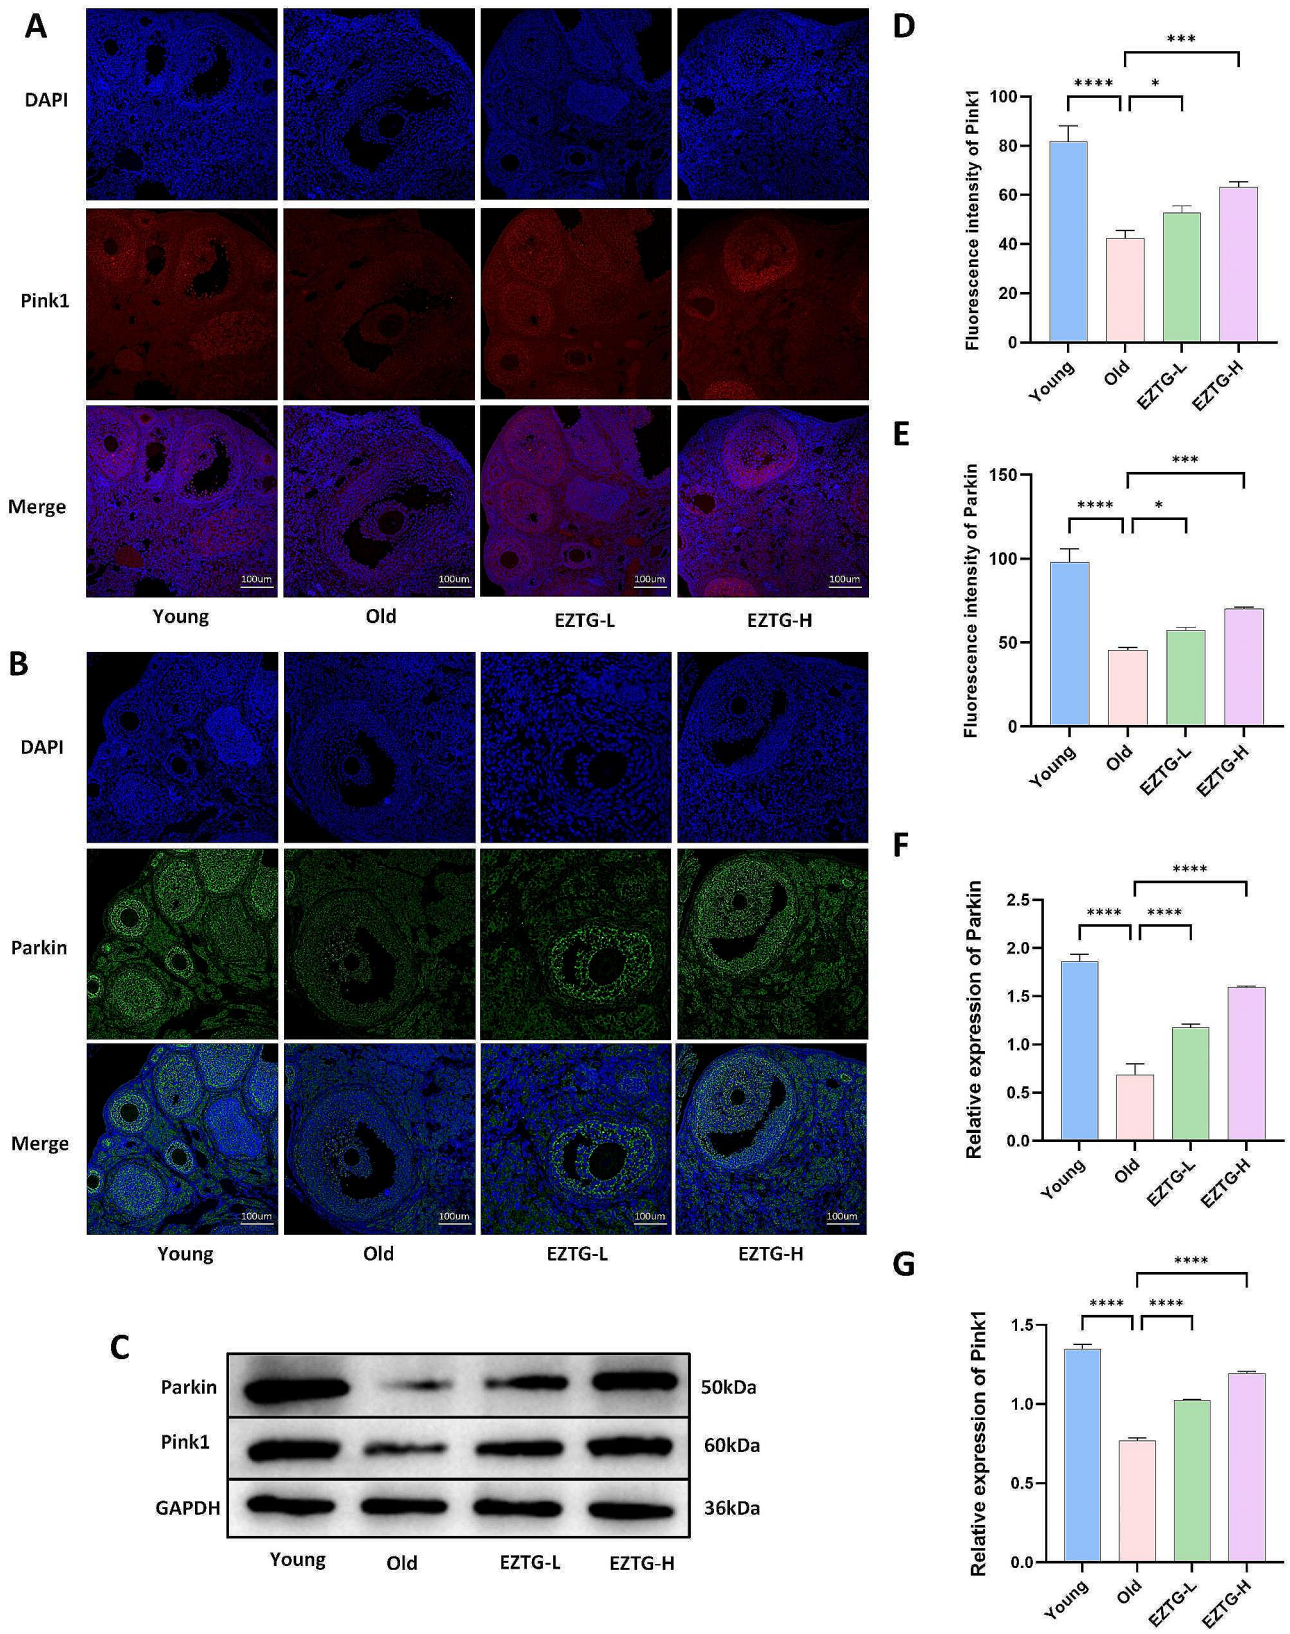 A
DAPI
Pink1
Merge
100um 100um 100um 100um
Young Old EZTG-L EZTG-H
B
DAPI
Parkin
Merge
100um 100um 100um 100um
Young Old EZTG-L EZTG-H
C
Parkin 50kDa
Pink1 60kDa
GAPDH 36kDa
Young Old EZTG-L EZTG-H
D
***
**** *
Fluorescence intensity of Pink1
100
80
60
40
20
0
Young Old EZTG-L EZTG-H
E
***
**** *
Fluorescence intensity of Parkin
150
100
50
0
Young Old EZTG-L EZTG-H
F
****
**** ****
Relative expression of Parkin
2.5
2.0
1.5
1.0
0.5
0.0
Young Old EZTG-L EZTG-H
G
****
**** ****
Relative expression of Pink1
1.5
1.0
0.5
0.0
Young Old EZTG-L EZTG-H